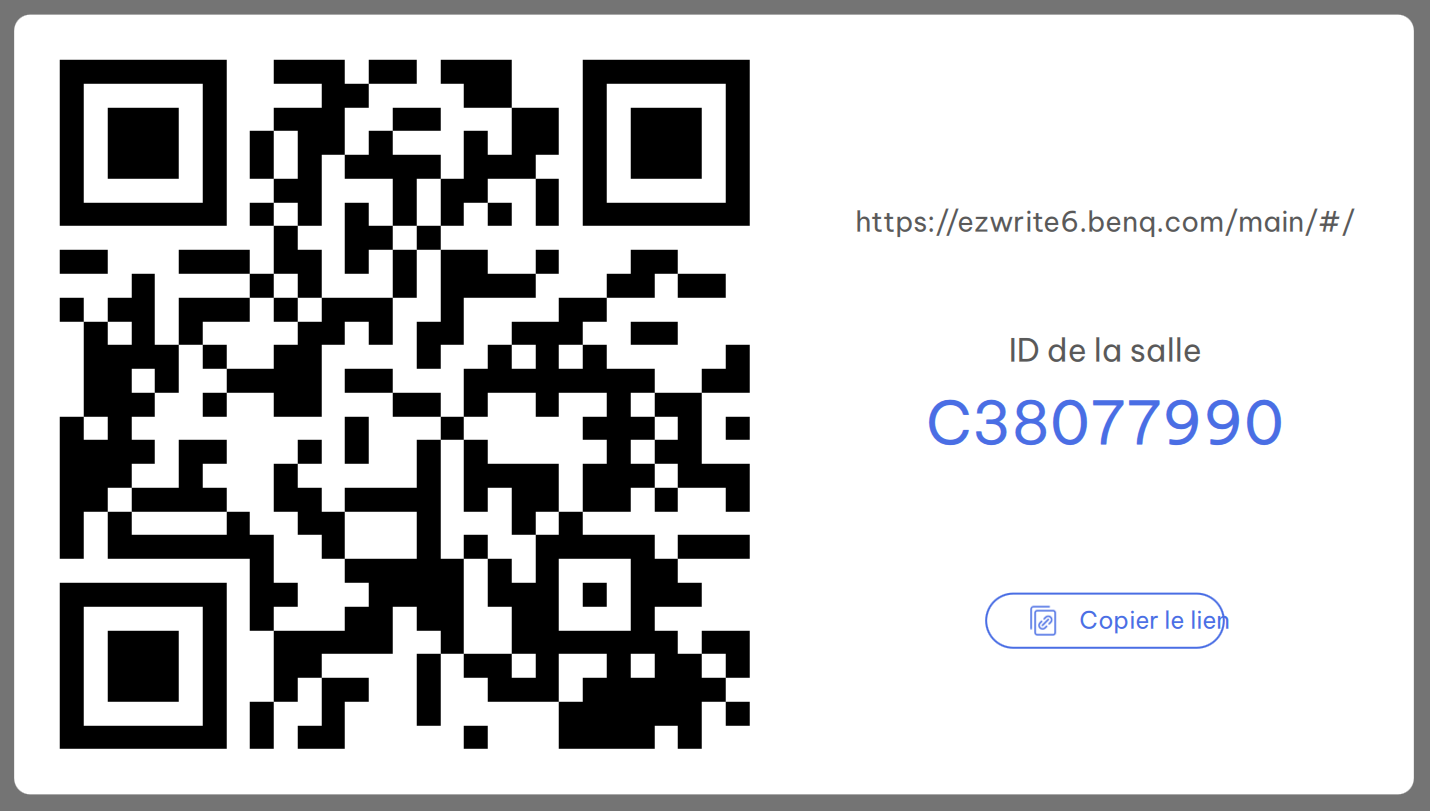 https://ezwrite6.benq.com/main/#/
ID de la salle
C38077990
Copier le lien